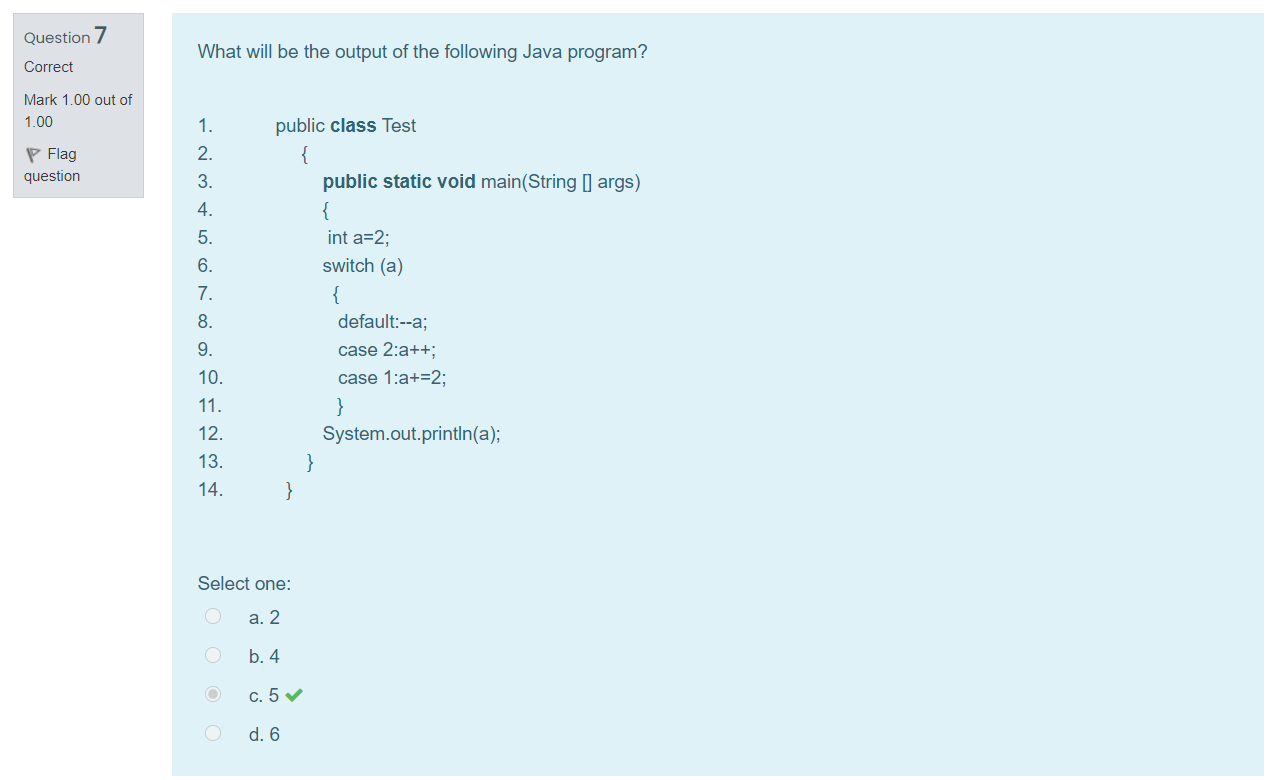 Question 7
Correct
Mark 1.00 out of
1.00
Flag
question
What will be the output of the following Java program?
1. public class Test
2. {
3. public static void main(String [] args)
4. {
5. int a=2;
6. switch (a)
7. {
8. default:--a;
9. case 2:a++;
10. case 1:a+=2;
11. }
12. System.out.println(a);
13. }
14. }
Select one:
a. 2
b. 4
c. 5
d. 6